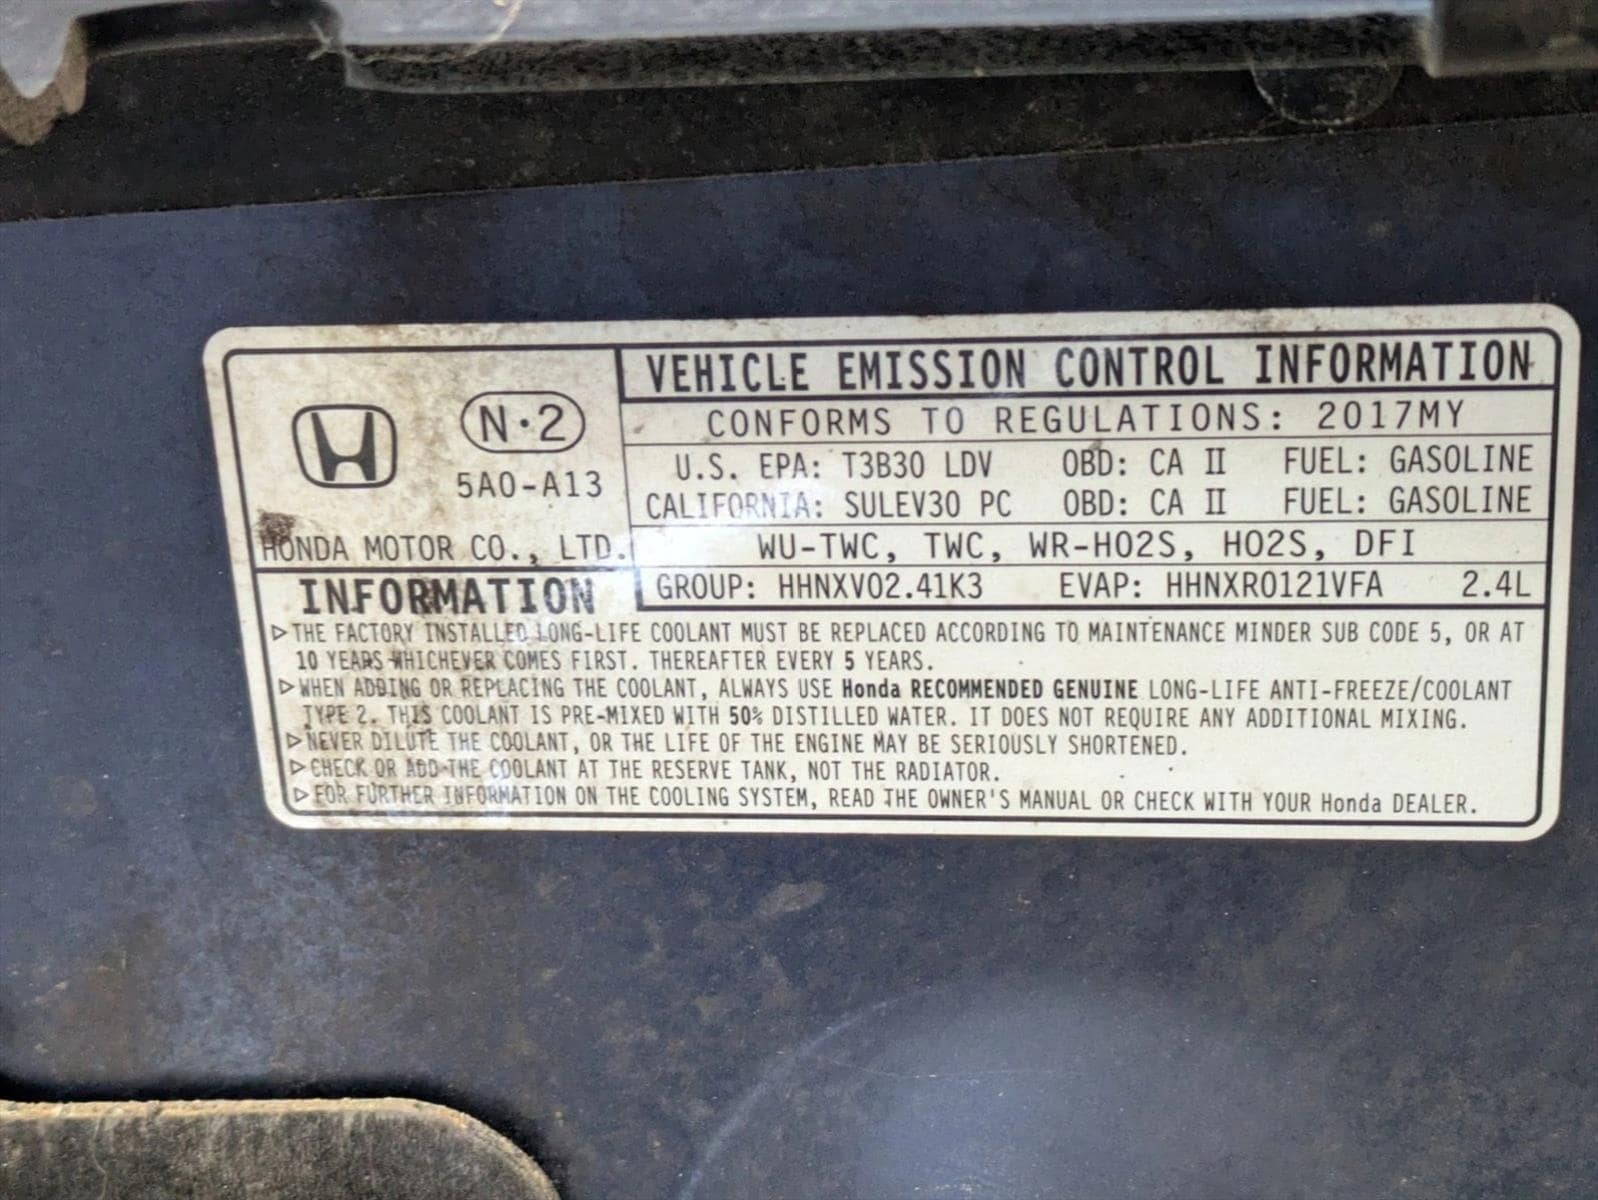 VEHICLE EMISSION CONTROL INFORMATION
N·2
5A0-A13
HONDA MOTOR CO., LTD.
CONFORMS TO REGULATIONS: 2017MY
U.S. EPA: T3B30 LDV OBD: CA II FUEL: GASOLINE
CALIFORNIA: SULEV30 PC OBD: CA II FUEL: GASOLINE
WU-TWC, TWC, WR-HO2S, HO2S, DFI
GROUP: HHNXV02.41K3 EVAP: HHNXR0121VFA 2.4L
INFORMATION
▷THE FACTORY INSTALLED LONG-LIFE COOLANT MUST BE REPLACED ACCORDING TO MAINTENANCE MINDER SUB CODE 5, OR AT
10 YEARS WHICHEVER COMES FIRST. THEREAFTER EVERY 5 YEARS.
▷WHEN ADDING OR REPLACING THE COOLANT, ALWAYS USE Honda RECOMMENDED GENUINE LONG-LIFE ANTI-FREEZE/COOLANT
TYPE 2. THIS COOLANT IS PRE-MIXED WITH 50% DISTILLED WATER. IT DOES NOT REQUIRE ANY ADDITIONAL MIXING.
▷NEVER DILUTE THE COOLANT, OR THE LIFE OF THE ENGINE MAY BE SERIOUSLY SHORTENED.
▷CHECK OR ADD THE COOLANT AT THE RESERVE TANK, NOT THE RADIATOR.
▷FOR FURTHER INFORMATION ON THE COOLING SYSTEM, READ THE OWNER'S MANUAL OR CHECK WITH YOUR Honda DEALER.